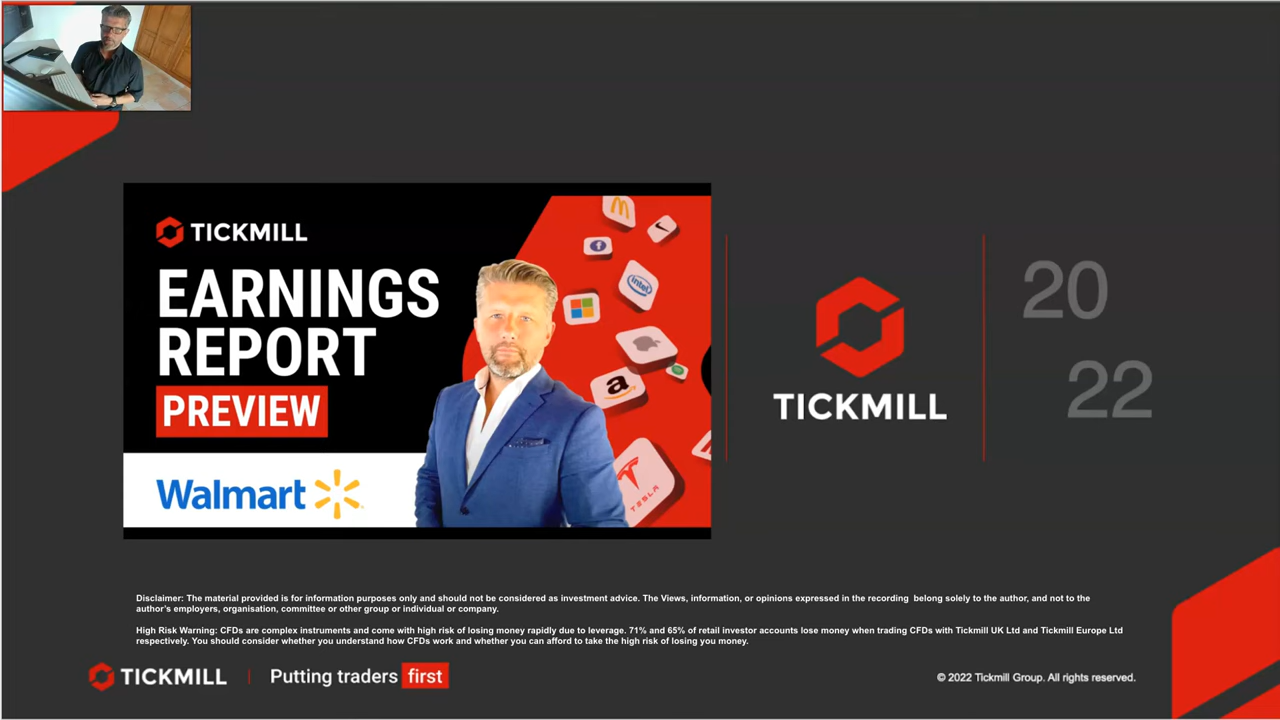 TICKMILL
EARNINGS
REPORT
PREVIEW
Walmart
intel
a
TESLA
TICKMILL
20
22
Disclaimer: The material provided is for information purposes only and should not be considered as investment advice. The Views, information, or opinions expressed in the recording belong solely to the author, and not to the
author's employers, organisation, committee or other group or individual or company.
High Risk Warning: CFDs are complex instruments and come with high risk of losing money rapidly due to leverage. 71% and 65% of retail investor accounts lose money when trading CFDs with Tickmill UK Ltd and Tickmill Europe Ltd
respectively. You should consider whether you understand how CFDs work and whether you can afford to take the high risk of losing you money.
TICKMILL | Putting traders first
© 2022 Tickmill Group. All rights reserved.